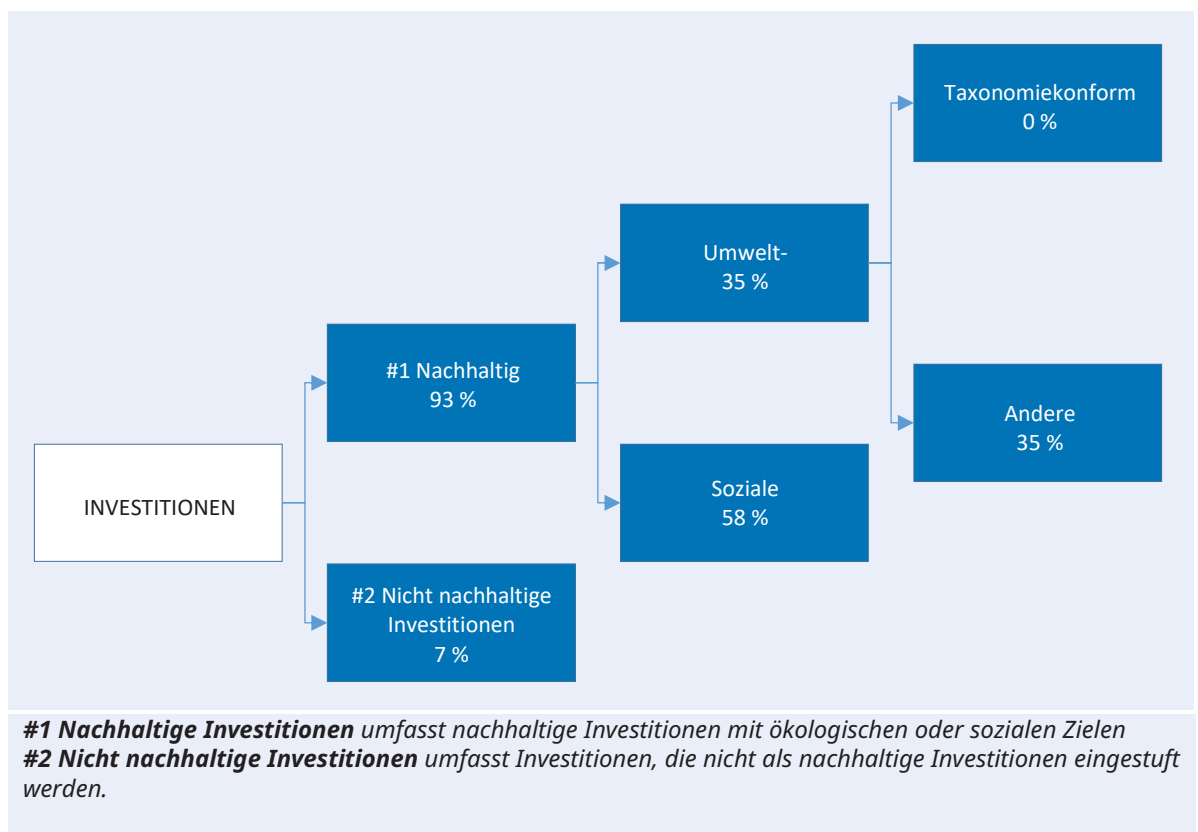 Taxonomiekonform
0 %
Umwelt-
35 %
#1 Nachhaltig
93 %
Andere
35 %
Soziale
58 %
INVESTITIONEN
#2 Nicht nachhaltige
Investitionen
7 %
#1 Nachhaltige Investitionen umfasst nachhaltige Investitionen mit ökologischen oder sozialen Zielen
#2 Nicht nachhaltige Investitionen umfasst Investitionen, die nicht als nachhaltige Investitionen eingestuft
werden.